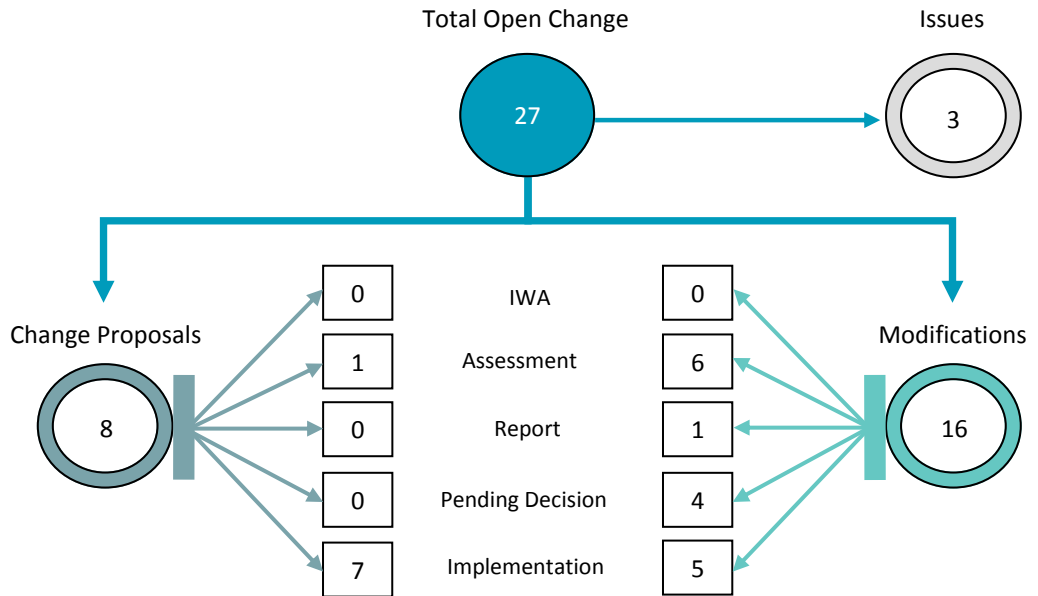 Total Open Change
Issues
27
3
0
IWA
0
Change Proposals
Modifications
1
Assessment
6
8
0
Report
1
16
0
Pending Decision
4
7
Implementation
5